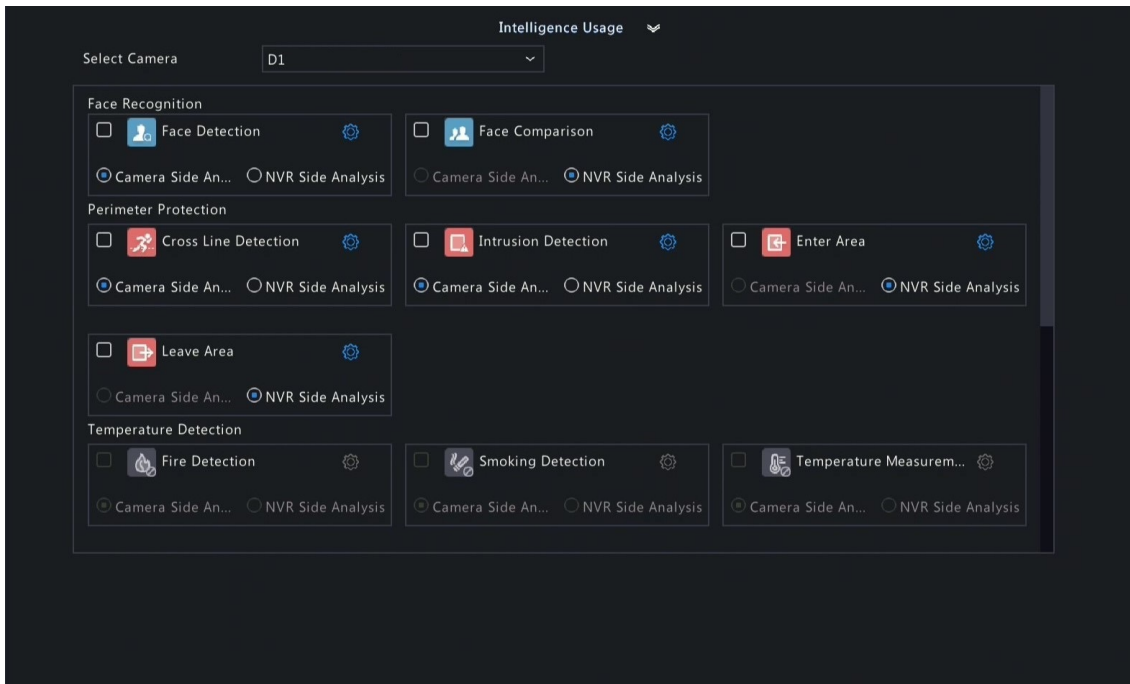 Intelligence Usage
Select Camera D1
Face Recognition
Face Detection Face Comparison
Camera Side An... NVR Side Analysis Camera Side An... NVR Side Analysis
Perimeter Protection
Cross Line Detection Intrusion Detection Enter Area
Camera Side An... NVR Side Analysis Camera Side An... NVR Side Analysis Camera Side An... NVR Side Analysis
Leave Area
Camera Side An... NVR Side Analysis
Temperature Detection
Fire Detection Smoking Detection Temperature Measurem...
Camera Side An... NVR Side Analysis Camera Side An... NVR Side Analysis Camera Side An... NVR Side Analysis